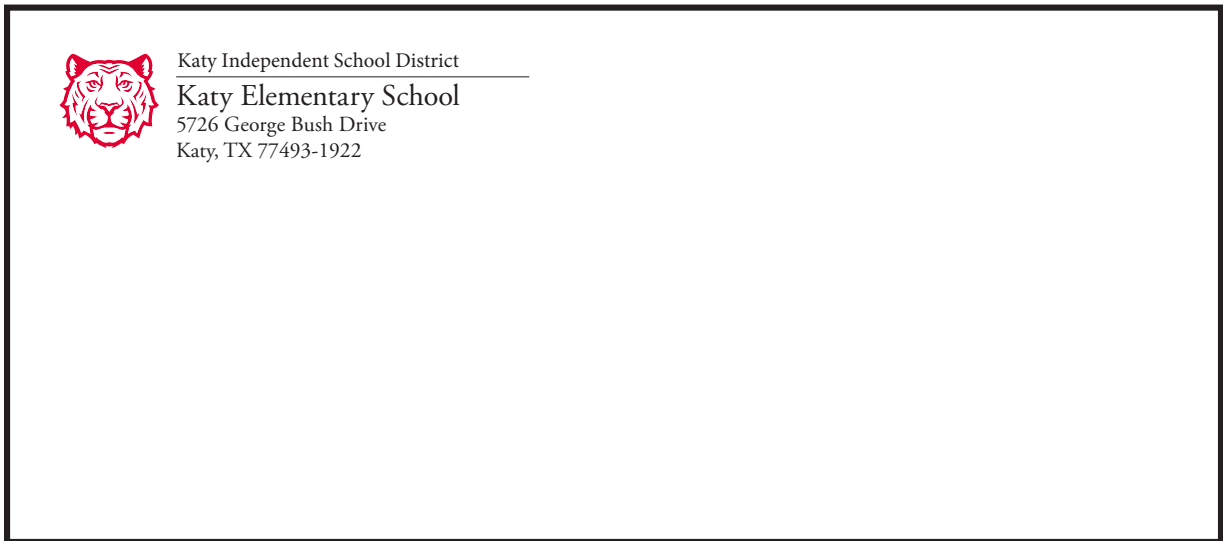 Katy Independent School District
Katy Elementary School
5726 George Bush Drive
Katy, TX 77493-1922